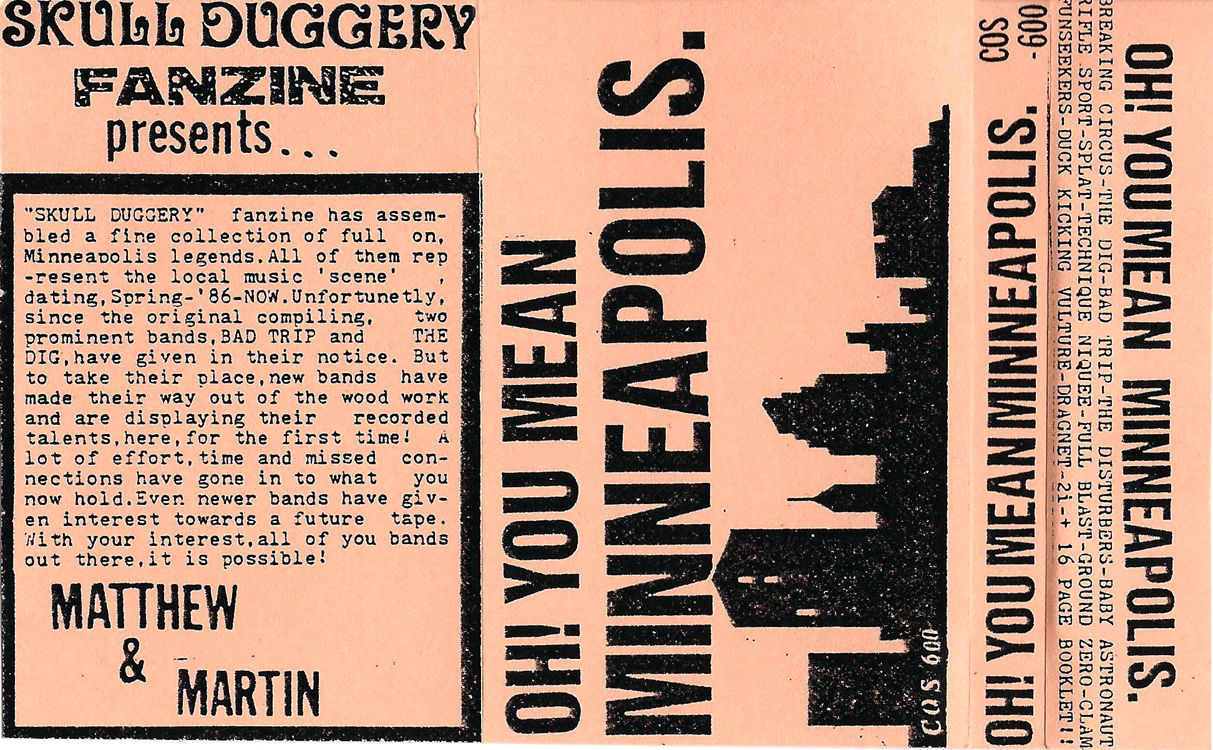 SKULL DUGGERY
FANZINE
presents...
"SKULL DUGGERY" fanzine has assem-
bled a fine collection of full on,
Minneapolis legends.All of them rep
-resent the local music 'scene' ,
dating,Spring-'86-NOW.Unfortunetly,
since the original compiling, two
prominent bands,BAD TRIP and THE
DIG,have given in their notice. But
to take their place,new bands have
made their way out of the wood work
and are displaying their recorded
talents,here,for the first time! A
lot of effort,time and missed con-
nections have gone in to what you
now hold.Even newer bands have giv-
en interest towards a future tape.
With your interest,all of you bands
out there,it is possible!
MATTHEW
&
MARTIN
OH! YOU MEAN
MINNEAPOLIS.
COS 600
OH! YOU MEAN MINNEAPOLIS.
COS
-600
OH! YOU MEAN MINNEAPOLIS.
BREAKING CIRCUS-THE DIG-BAD TRIP-THE DISTURBERS-BABY ASTRONAUT
RIFLE SPORT-SPLAT-TECHNIQUE NIQUEE-FULL BLAST-GROUND ZERO-CLAM
FUNSEEKERS-DUCK KICKING VULTURE-DRAGNET-2i-+ 16 PAGE BOOKLET!!